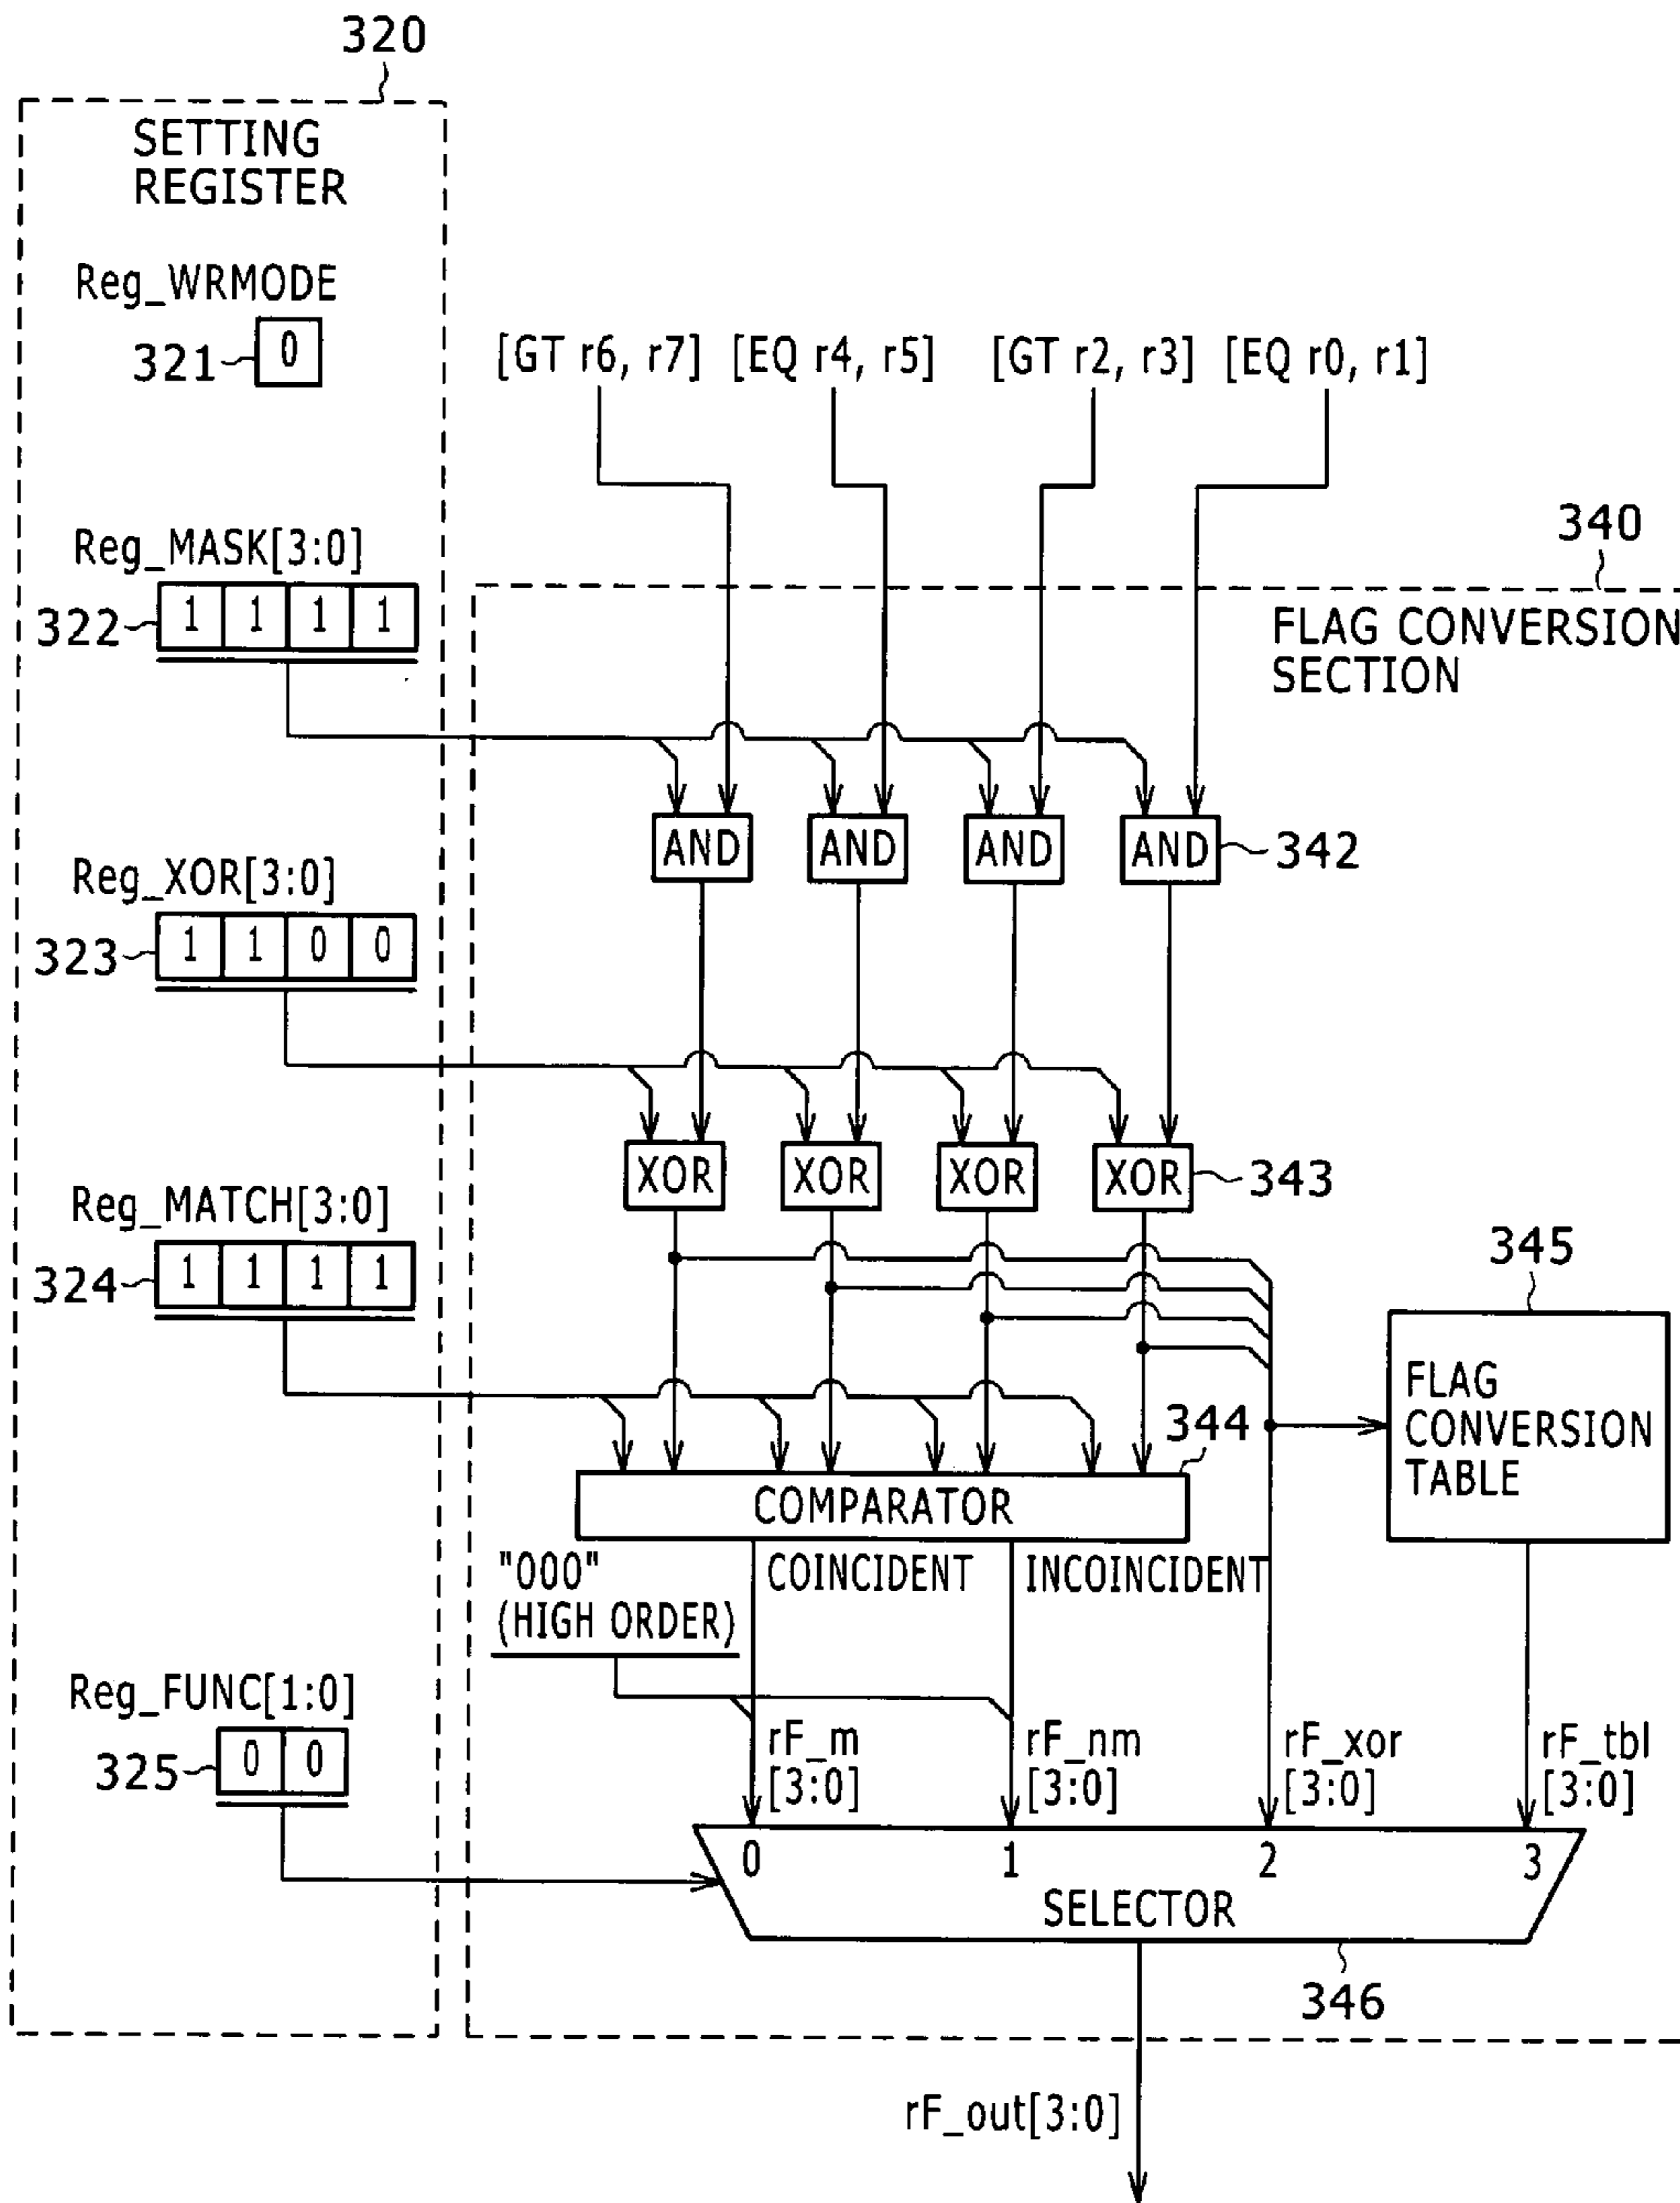 320
SETTING
REGISTER
Reg_WRMODE
321
0
[GT r6, r7] [EQ r4, r5] [GT r2, r3] [EQ r0, r1]
340
FLAG CONVERSION
SECTION
Reg_MASK[3:0]
322
1 1 1 1
AND AND AND AND
342
Reg_XOR[3:0]
323
1 1 0 0
XOR XOR XOR XOR
343
Reg_MATCH[3:0]
324
1 1 1 1
345
FLAG
CONVERSION
TABLE
344
COMPARATOR
"000"
(HIGH ORDER)
COINCIDENT
INCOINCIDENT
Reg_FUNC[1:0]
325
0 0
rF_m
[3:0]
rF_nm
[3:0]
rF_xor
[3:0]
rF_tbl
[3:0]
0 1 2 3
SELECTOR
346
rF_out[3:0]